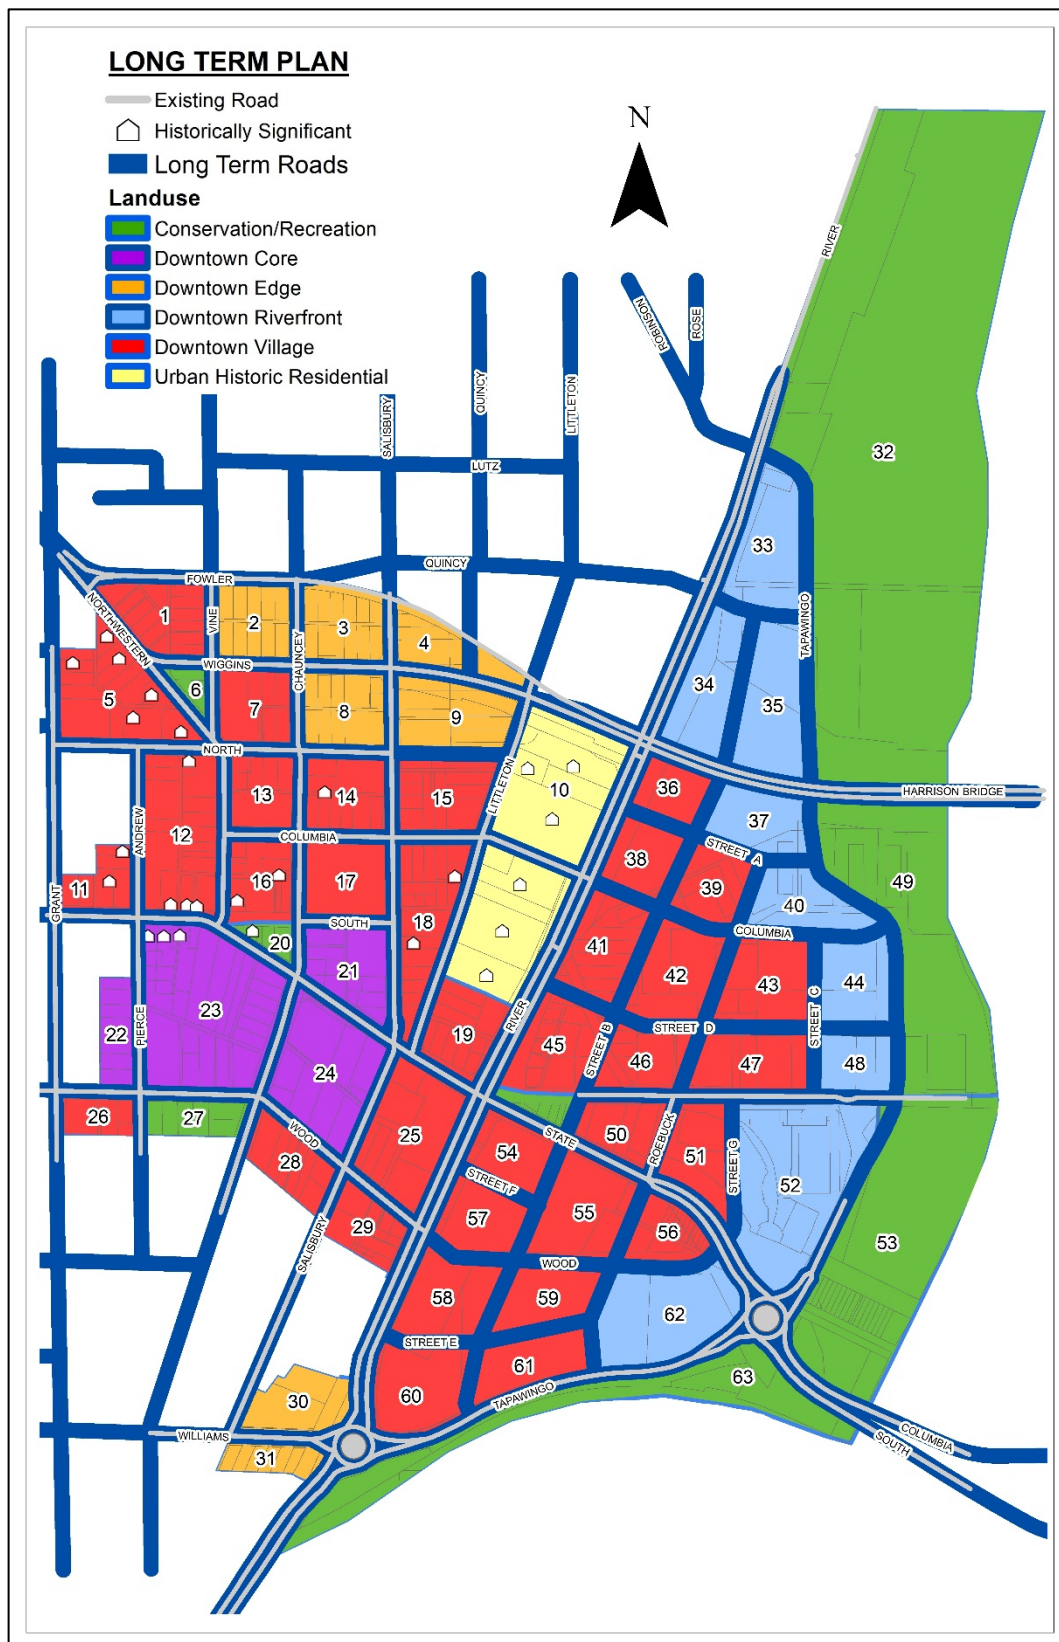 LONG TERM PLAN
Existing Road
Historically Significant
Long Term Roads
Landuse
Conservation/Recreation
Downtown Core
Downtown Edge
Downtown Riverfront
Downtown Village
Urban Historic Residential
N
RIVER
ROBINSON
ROSE
QUINCY
LITTLETON
SALISBURY
LUTZ
32
33
QUINCY
FOWLER
NORTHWESTERN
VINE
CHAUNCEY
TAPAWINGO
1
2
3
4
WIGGINS
5
6
7
8
9
34
35
NORTH
LITTLETON
10
36
HARRISON BRIDGE
ANDREW
12
13
14
15
37
COLUMBIA
STREET A
38
39
11
16
17
18
40
49
GRANT
SOUTH
COLUMBIA
20
21
41
42
43
44
STREET C
22
23
PIERCE
RIVER
STREET B
STREET D
19
45
46
47
48
24
26
27
WOOD
25
STATE
50
51
ROEBUCK
STREET G
28
54
STREET F
52
29
57
55
56
53
SALISBURY
WOOD
58
59
62
STREET E
61
60
TAPAWINGO
63
30
WILLIAMS
31
COLUMBIA
SOUTH